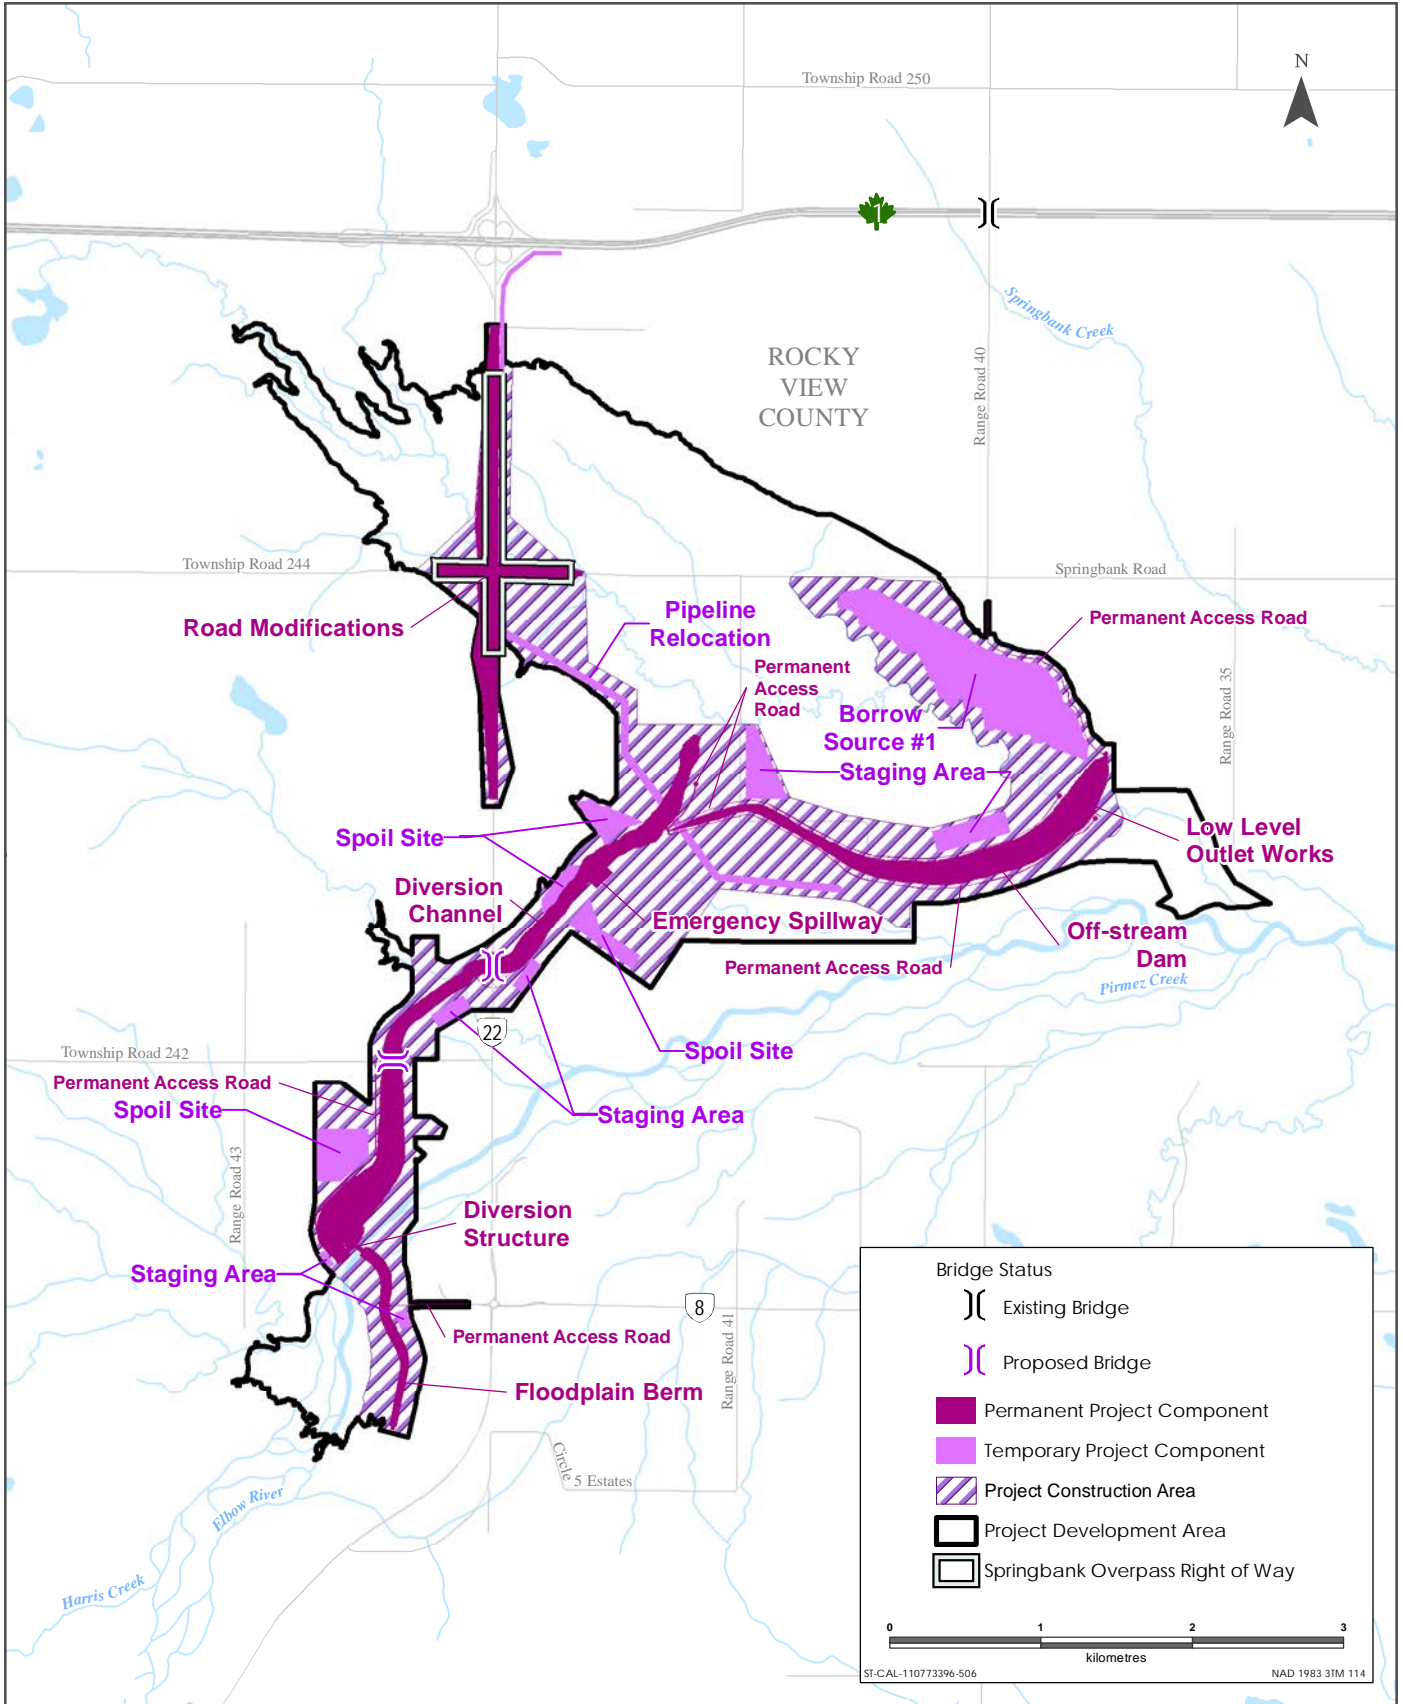 Township Road 250
N
1
Springbank Creek
ROCKY
VIEW
COUNTY
Range Road 40
Township Road 244
Springbank Road
Road Modifications
Pipeline
Relocation
Permanent Access Road
Permanent
Access
Road
Borrow
Source #1
Range Road 35
Staging Area
Spoil Site
Low Level
Outlet Works
Diversion
Channel
Emergency Spillway
Off-stream
Dam
Permanent Access Road
Pirmez Creek
22
Township Road 242
Spoil Site
Permanent Access Road
Spoil Site
Staging Area
Range Road 43
Diversion
Structure
Staging Area
8
Range Road 41
Permanent Access Road
Floodplain Berm
Circle 5 Estates
Elbow River
Harris Creek
Bridge Status
Existing Bridge
Proposed Bridge
Permanent Project Component
Temporary Project Component
Project Construction Area
Project Development Area
Springbank Overpass Right of Way
0 1 2 3
kilometres
ST-CAL-110773396-506 NAD 1983 3TM 114